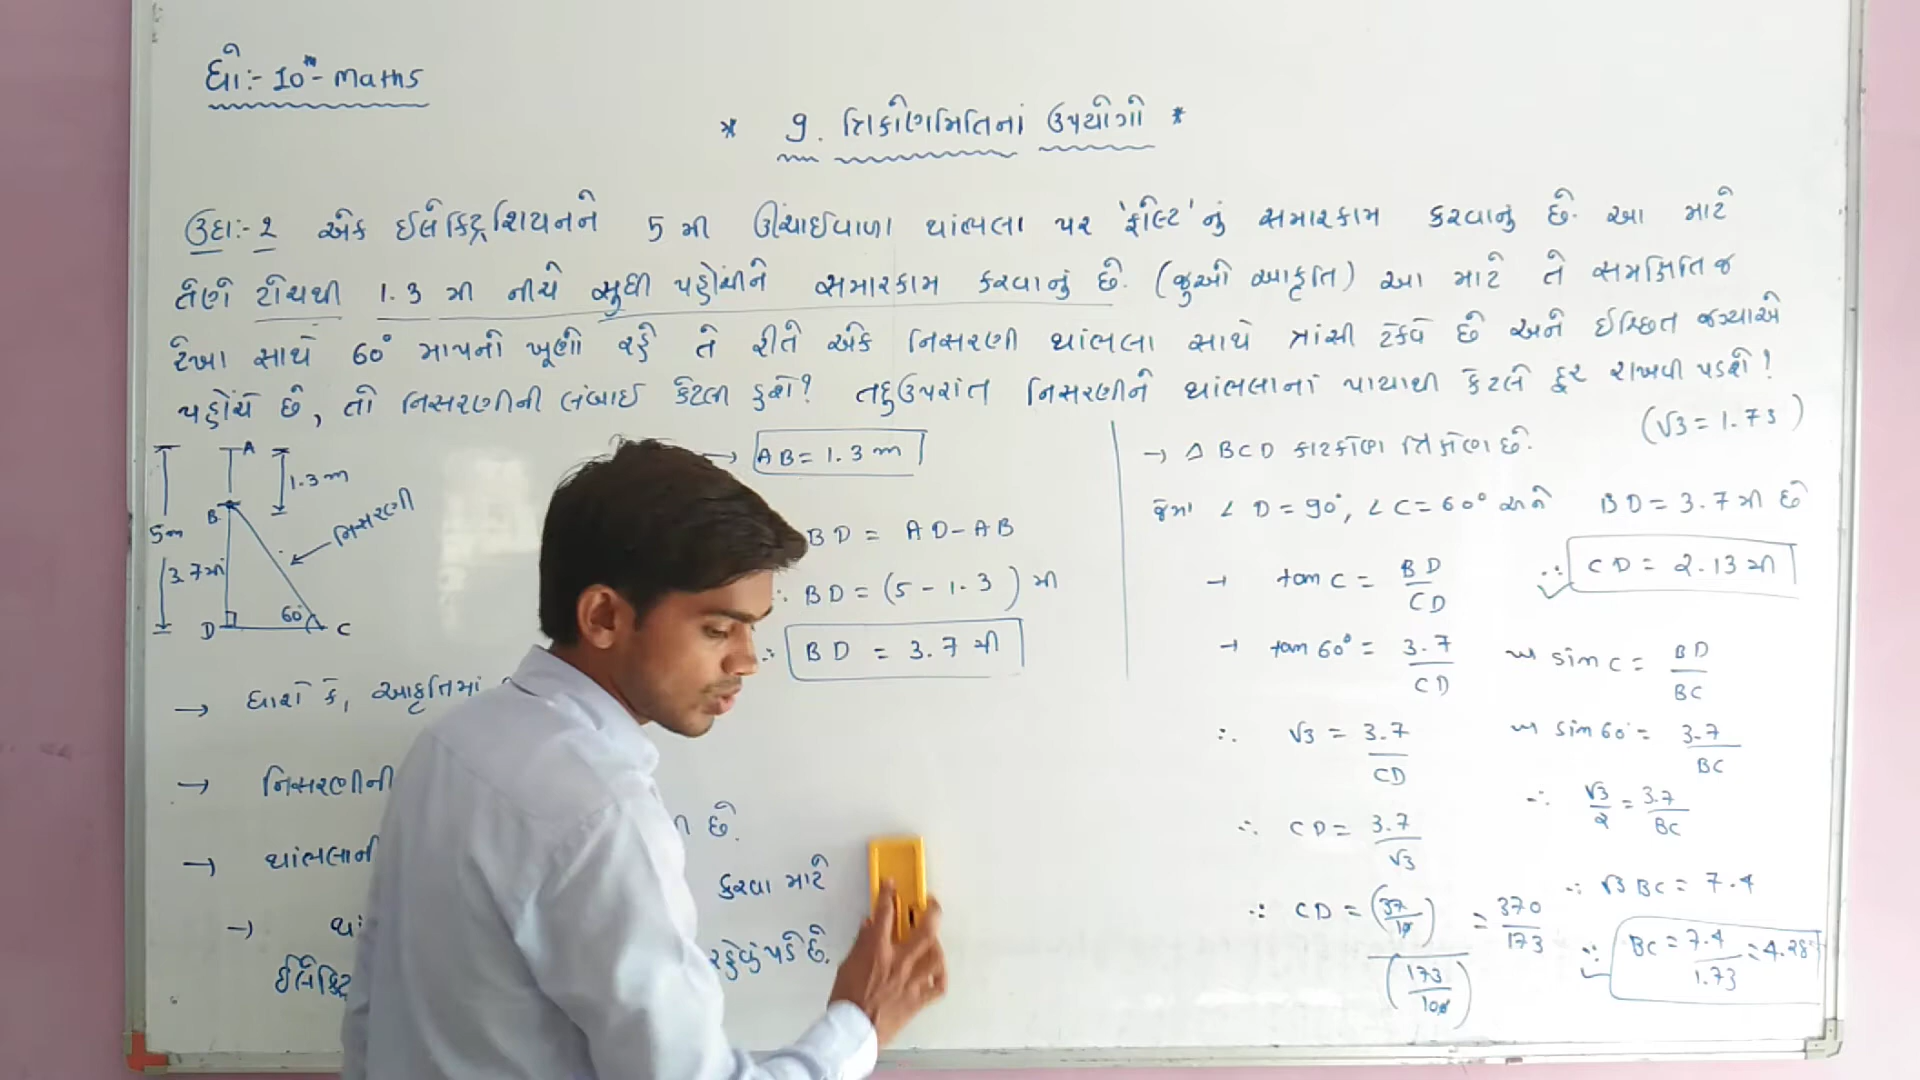 ધો:- 10th - Maths
* 9. ત્રિકોણમિતિનાં ઉપયોગો *
ઉદા:- 2 એક ઈલેક્ટ્રિશિયનને 5 મી ઊંચાઈવાળા થાંભલા પર 'ફોલ્ટ' નું સમારકામ કરવાનું છે. આ માટે
તેણે ટોચથી 1.3 મી નીચે સુધી પહોંચીને સમારકામ કરવાનું છે. (જુઓ આકૃતિ) આ માટે તે સમક્ષિતિજ
રેખા સાથે 60° માપનો ખૂણો રહે તે રીતે એક નિસરણી થાંભલા સાથે ત્રાંસી ટેકવે છે અને ઈચ્છિત જગ્યાએ
પહોંચે છે, તો નિસરણીની લંબાઈ કેટલી હશે? તદ્ઉપરાંત નિસરણીને થાંભલાનાં પાયાથી કેટલે દૂર રાખવી પડશે?
(√3 = 1.73)
A
1.3 m
B
5m
નિસરણી
3.7 મી
D
60°
C
→ ધારો કે, આકૃતિમાં
→ નિસરણીની
છે.
→ થાંભલાની
કરવા માટે
→
ઈલેક્ટ્રિ
રહેવું પડે છે.
→ AB = 1.3 m
BD = AD - AB
∴ BD = (5 - 1.3) મી
∴ BD = 3.7 મી
→ △ BCD કાટકોણ ત્રિકોણ છે.
જેમાં ∠D = 90°, ∠C = 60° અને BD = 3.7 મી છે
→ tan C = BD/CD
→ tan 60° = 3.7/CD
∴ √3 = 3.7/CD
∴ CD = 3.7/√3
∴ CD = (37/10)/(173/100) = 370/173
∴ CD = 2.13 મી
sin C = BD/BC
sin 60° = 3.7/BC
∴ √3/2 = 3.7/BC
∴ √3 BC = 7.4
∴ BC = 7.4/1.73 = 4.28